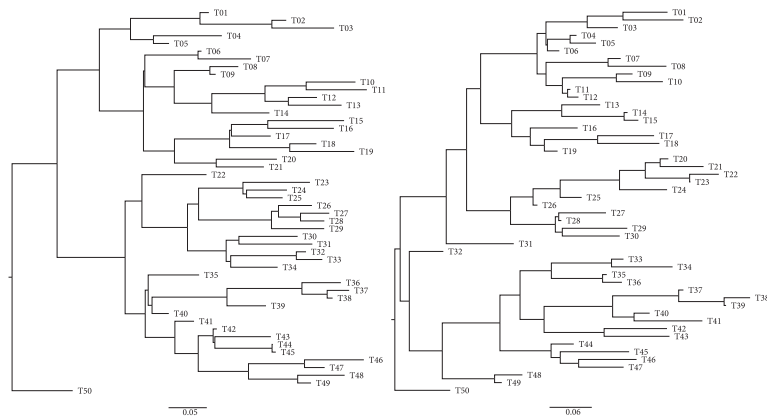 T01
T02
T03
T04
T05
T06
T07
T08
T09
T10
T11
T12
T13
T14
T15
T16
T17
T18
T19
T20
T21
T22
T23
T24
T25
T26
T27
T28
T29
T30
T31
T32
T33
T34
T35
T36
T37
T38
T39
T40
T41
T42
T43
T44
T45
T46
T47
T48
T49
T50
0.05
T01
T02
T03
T04
T05
T06
T07
T08
T09
T10
T11
T12
T13
T14
T15
T16
T17
T18
T19
T20
T21
T22
T23
T24
T25
T26
T27
T28
T29
T30
T31
T32
T33
T34
T35
T36
T37
T38
T39
T40
T41
T42
T43
T44
T45
T46
T47
T48
T49
T50
0.06